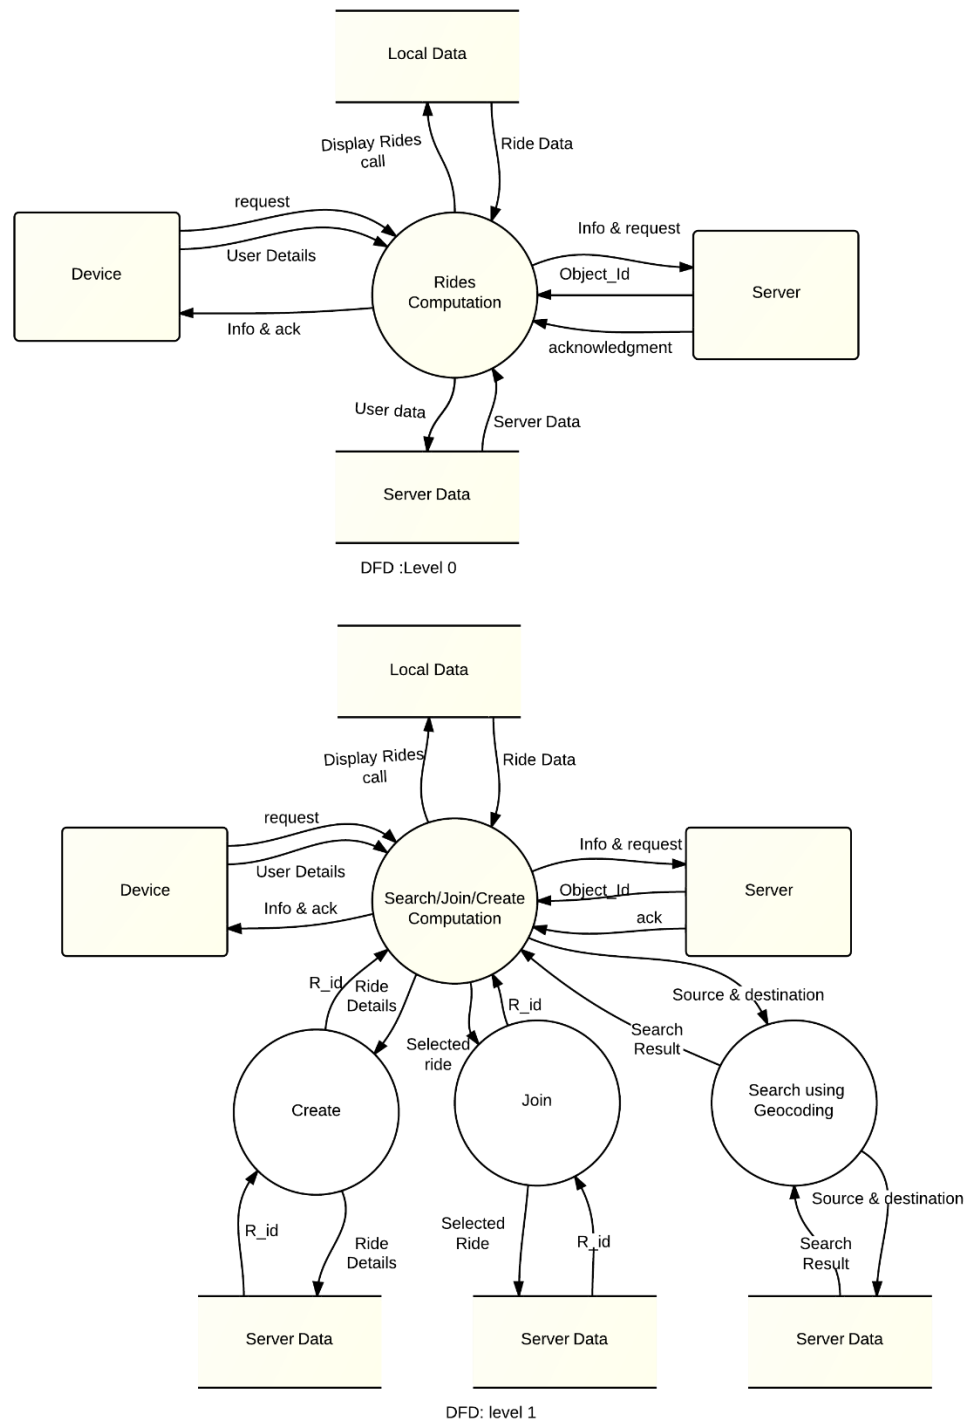 Local Data
Display Rides
call
Ride Data
request
User Details
Device
Info & ack
Rides
Computation
Info & request
Object_Id
acknowledgment
Server
User data
Server Data
Server Data
DFD :Level 0
Local Data
Display Rides
call
Ride Data
request
User Details
Device
Info & ack
Search/Join/Create
Computation
Info & request
Object_Id
ack
Server
R_id
Ride
Details
Selected
ride
R_id
Search
Result
Source & destination
Create
Join
Search using
Geocoding
R_id
Ride
Details
Selected
Ride
R_id
Search
Result
Source & destination
Server Data
Server Data
Server Data
DFD: level 1